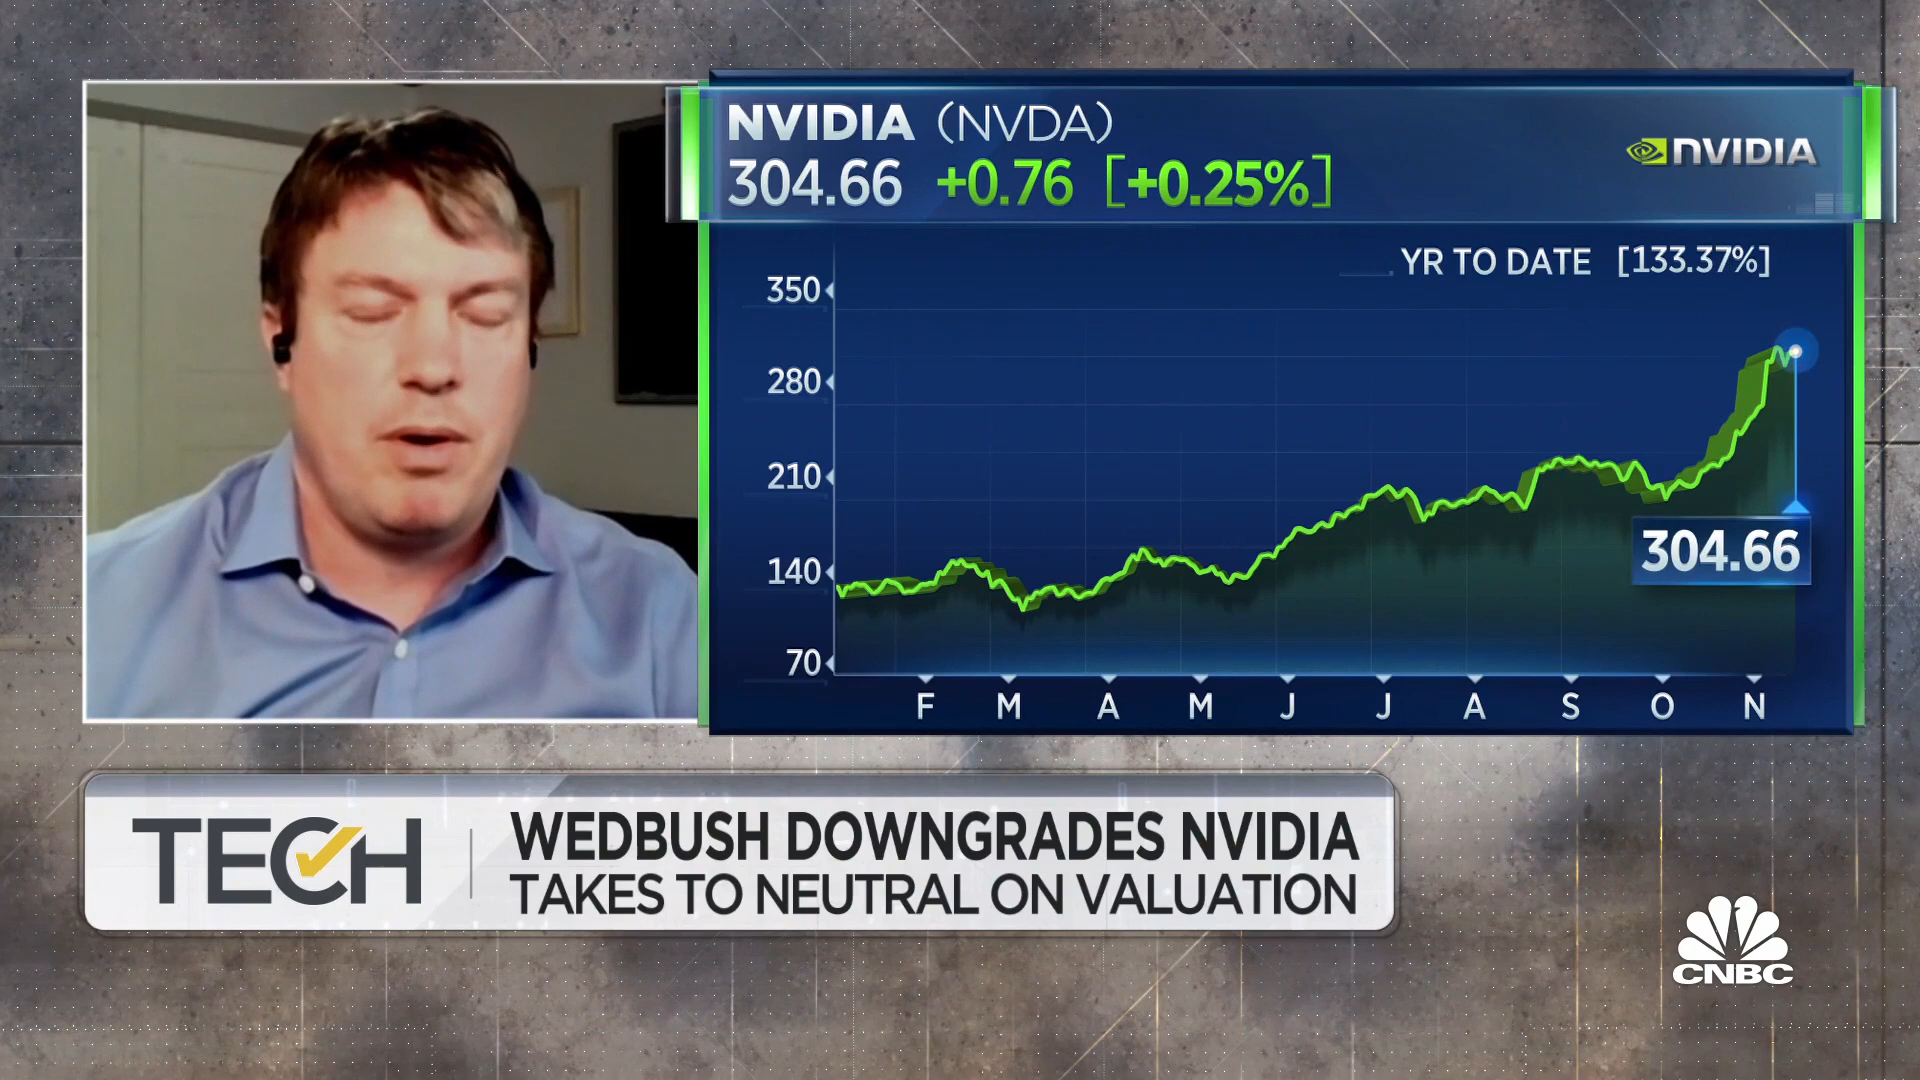 NVIDIA (NVDA)
304.66 +0.76 [+0.25%]
NVIDIA
YR TO DATE [133.37%]
350
280
210
140
70
304.66
F M A M J J A S O N
TECH
WEDBUSH DOWNGRADES NVIDIA
TAKES TO NEUTRAL ON VALUATION
CNBC